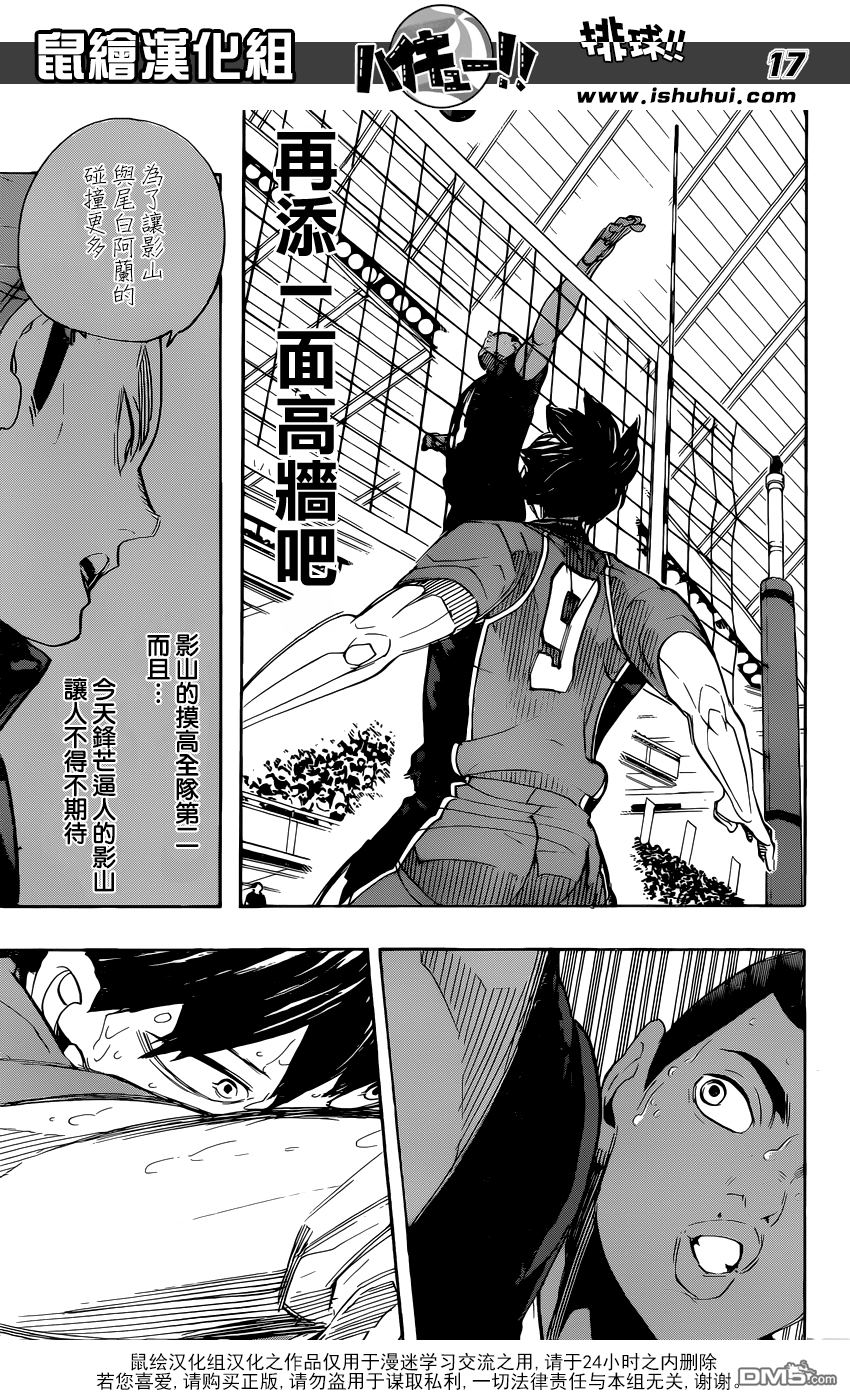 鼠繪漢化組
ハイキュー!!
排球!!
17
www.ishuhui.com
再添一面高牆吧
為了讓影山
與尾白阿蘭的
碰撞更多
影山的摸高全隊第二
而且…
今天鋒芒逼人的影山
讓人不得不期待
9
鼠绘汉化组汉化之作品仅用于漫迷学习交流之用, 请于24小时之内删除
若您喜爱, 请购买正版, 请勿盗用于谋取私利, 一切法律责任与本组无关, 谢谢。
DM5.com